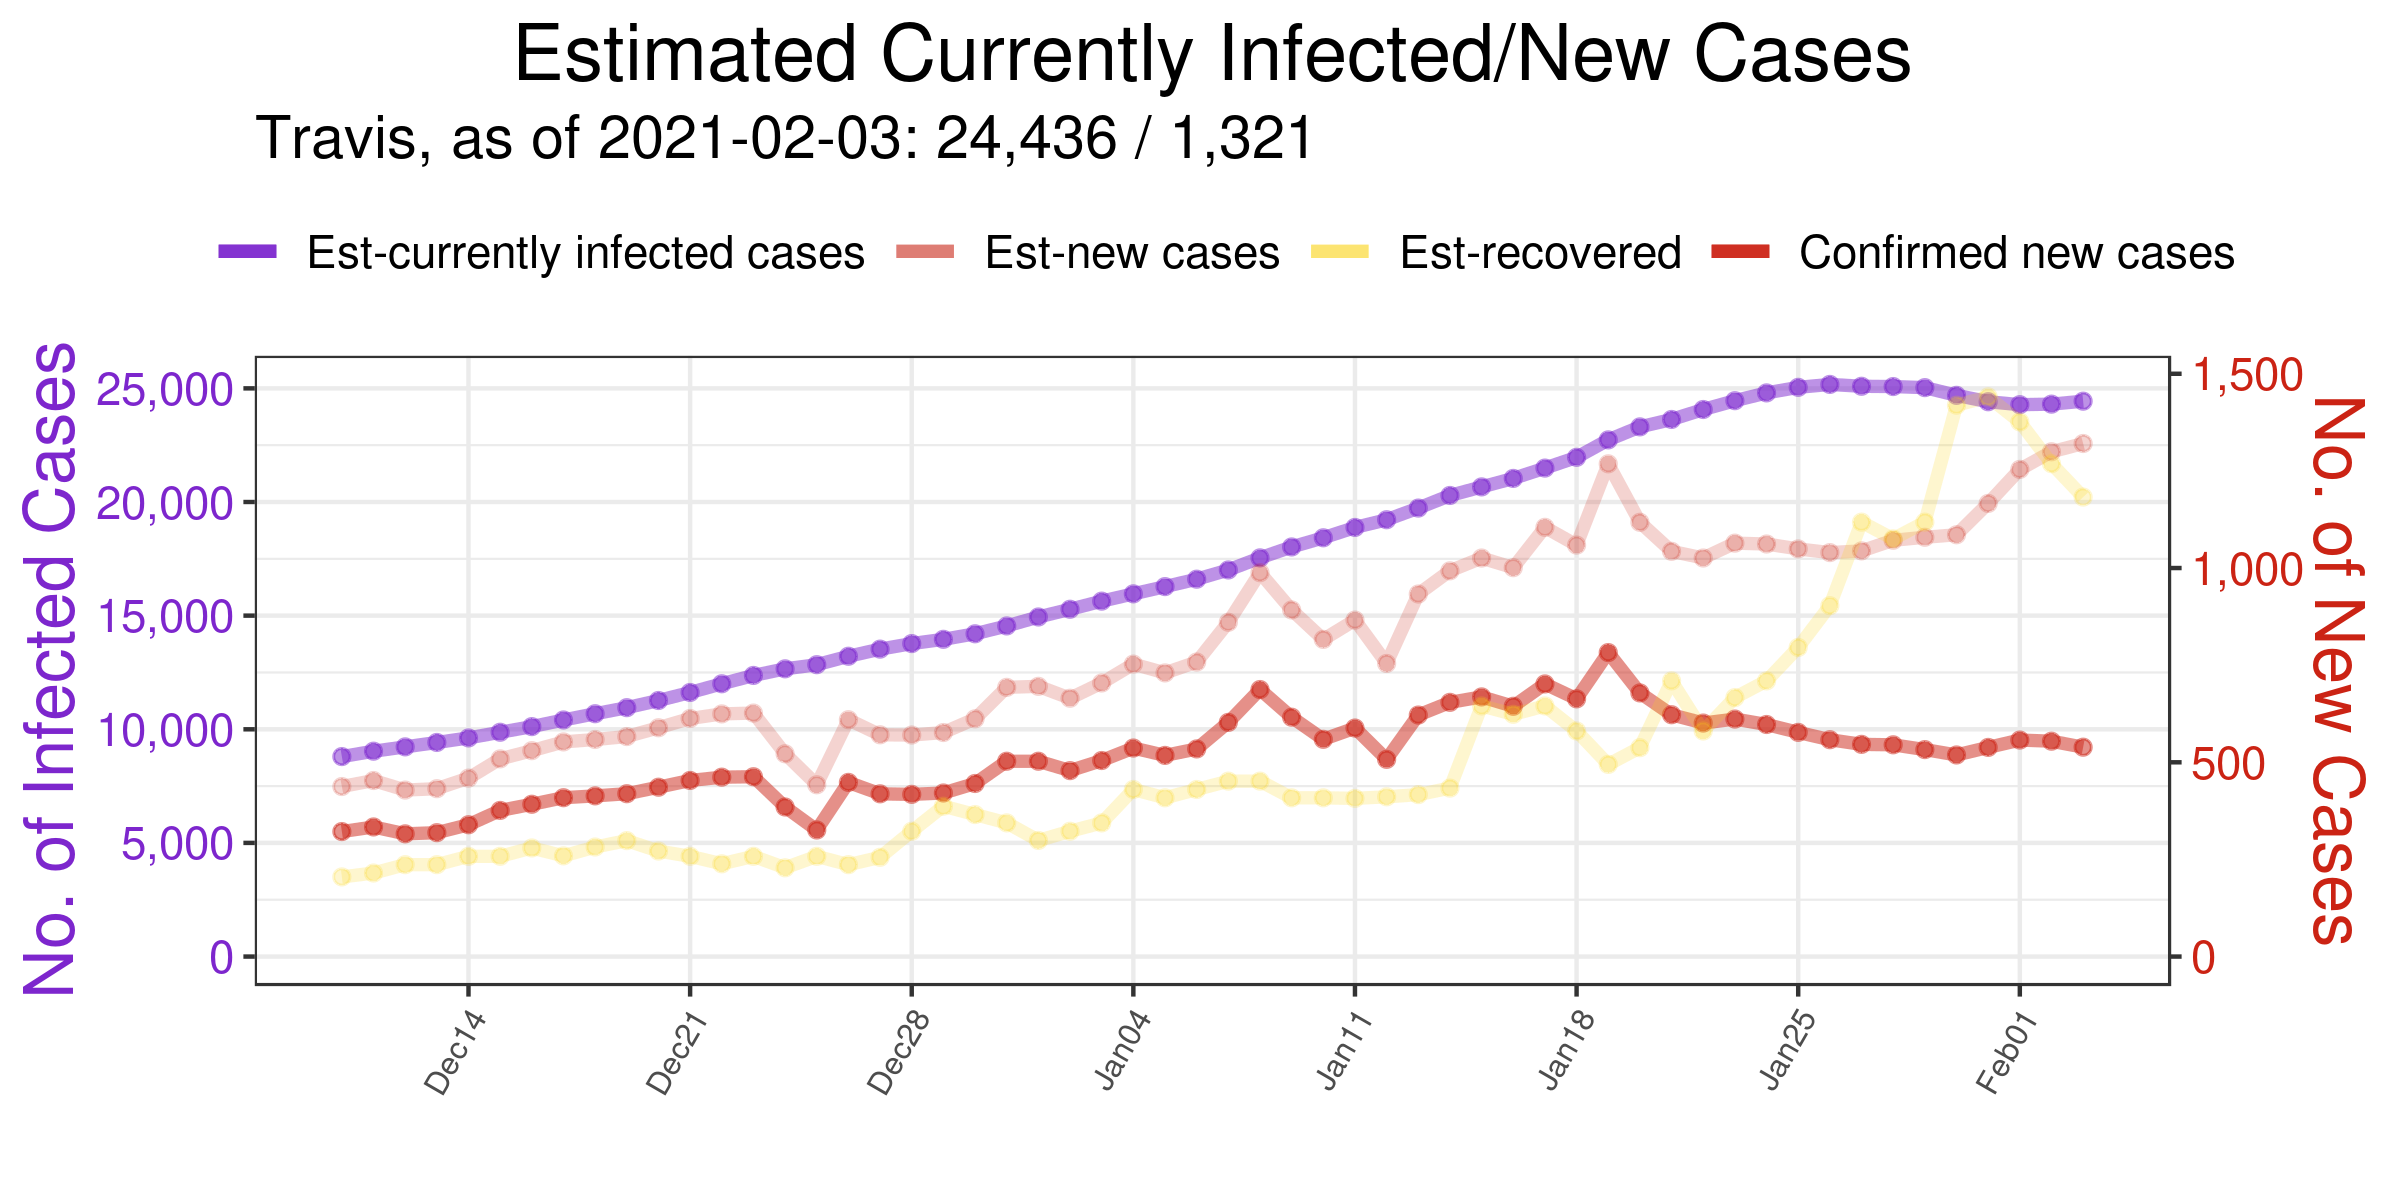 Estimated Currently Infected/New Cases
Travis, as of 2021-02-03: 24,436 / 1,321
Est-currently infected cases Est-new cases Est-recovered Confirmed new cases
No. of Infected Cases
25,000
20,000
15,000
10,000
5,000
0
1,500
1,000
500
0
No. of New Cases
Dec14 Dec21 Dec28 Jan04 Jan11 Jan18 Jan25 Feb01